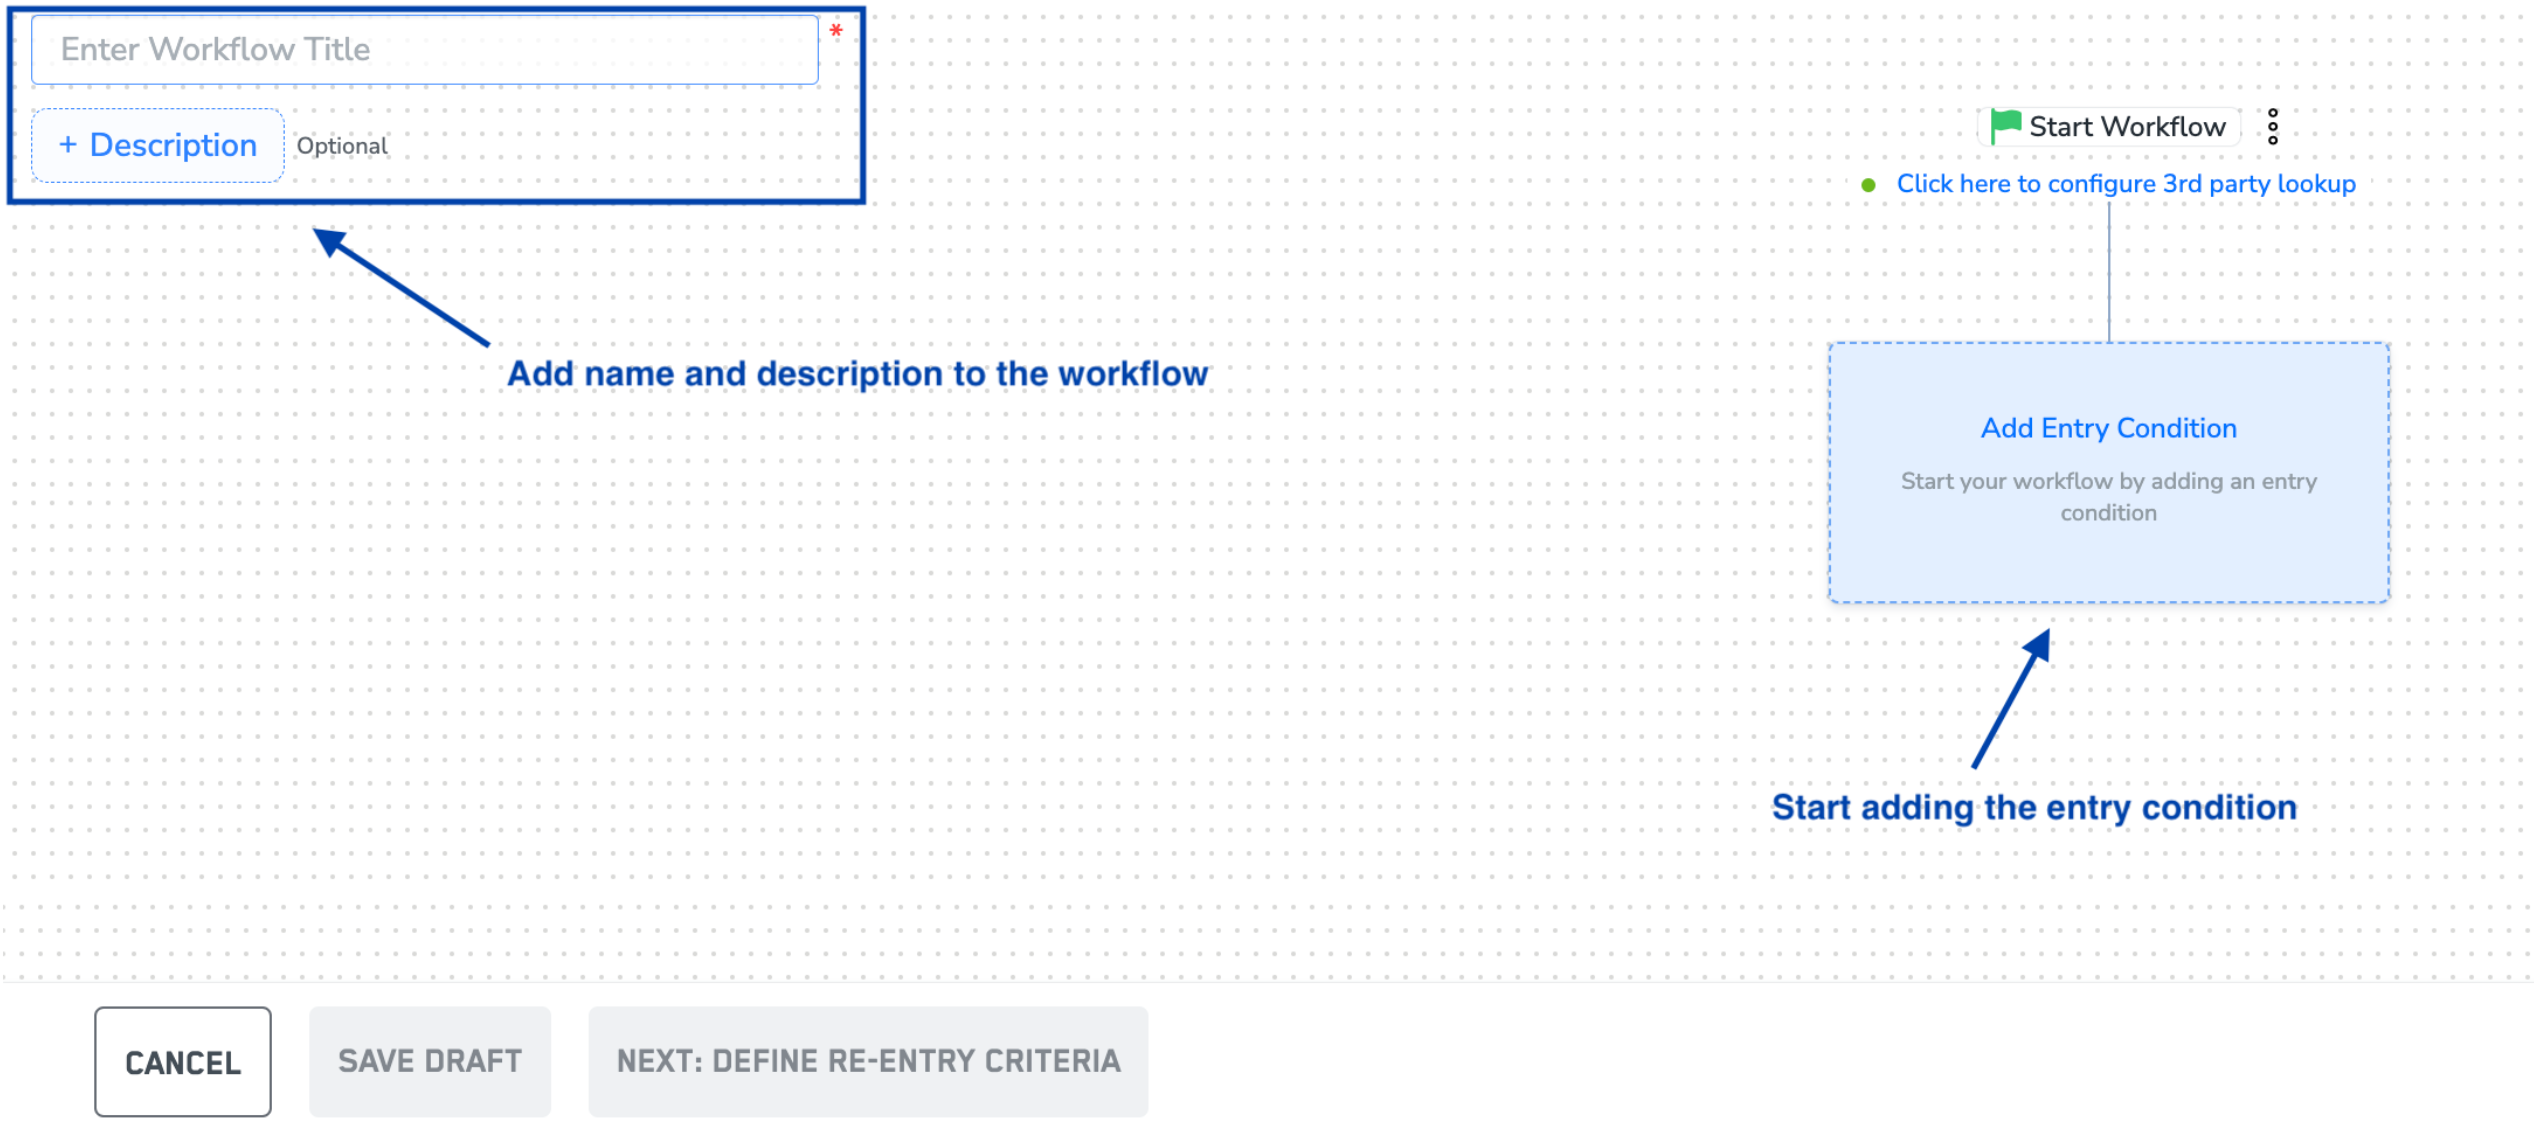 Enter Workflow Title *
+ Description Optional
Start Workflow
Click here to configure 3rd party lookup
Add name and description to the workflow
Add Entry Condition
Start your workflow by adding an entry
condition
Start adding the entry condition
CANCEL
SAVE DRAFT
NEXT: DEFINE RE-ENTRY CRITERIA